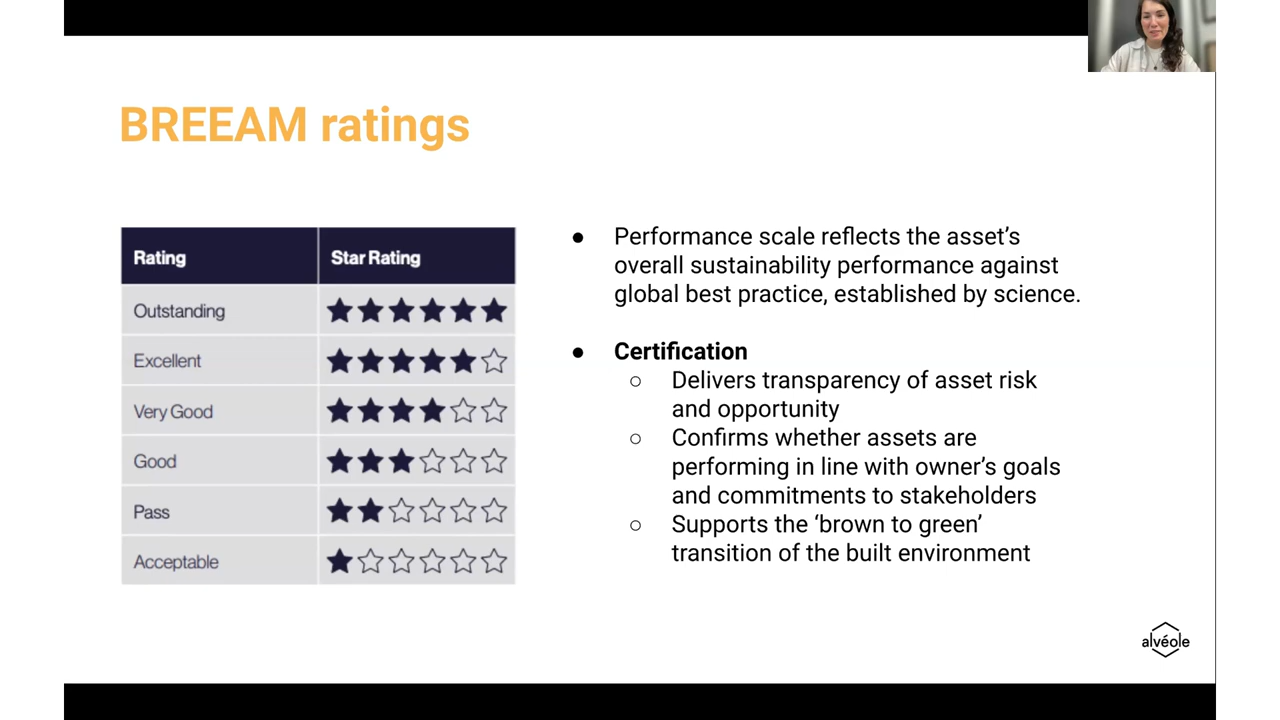 BREEAM ratings
Rating
Star Rating
Outstanding
Excellent
Very Good
Good
Pass
Acceptable
● Performance scale reflects the asset's
overall sustainability performance against
global best practice, established by science.
● Certification
○ Delivers transparency of asset risk
and opportunity
○ Confirms whether assets are
performing in line with owner's goals
and commitments to stakeholders
○ Supports the ‘brown to green’
transition of the built environment
alvéole